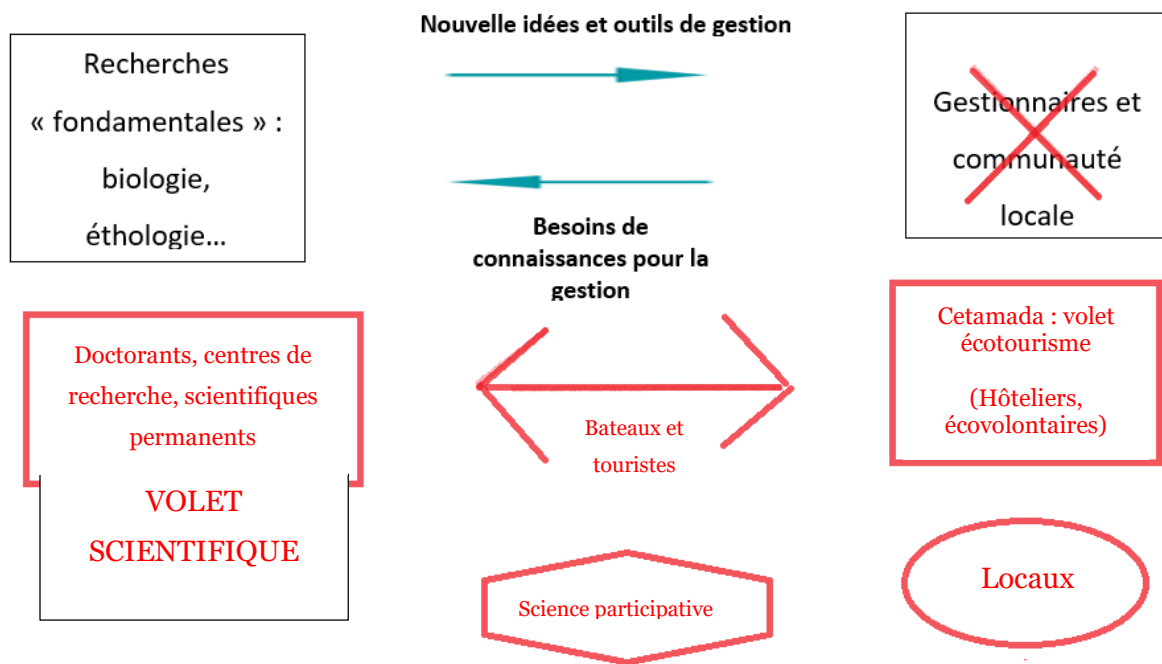 Nouvelle idées et outils de gestion
Recherches
« fondamentales » :
biologie,
éthologie…
Gestionnaires et
communauté
locale
Besoins de
connaissances pour la
gestion
Doctorants, centres de
recherche, scientifiques
permanents
VOLET
SCIENTIFIQUE
Bateaux et
touristes
Cetamada : volet
écotourisme
(Hôteliers,
écovolontaires)
Science participative
Locaux